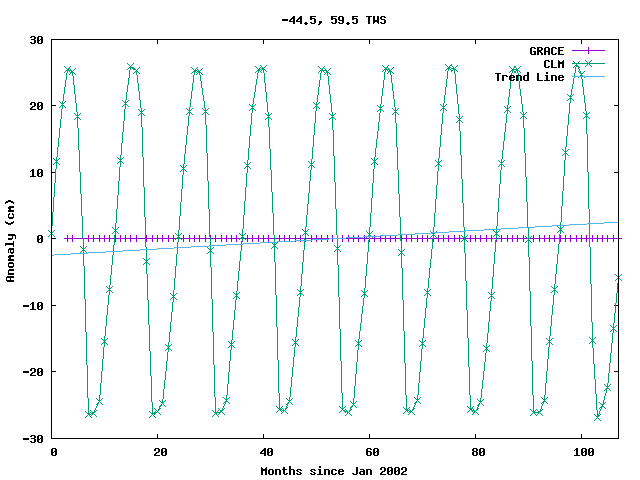 -44.5, 59.5 TWS
GRACE
CLM
Trend Line
30
20
10
0
-10
-20
-30
Anomaly (cm)
0 20 40 60 80 100
Months since Jan 2002